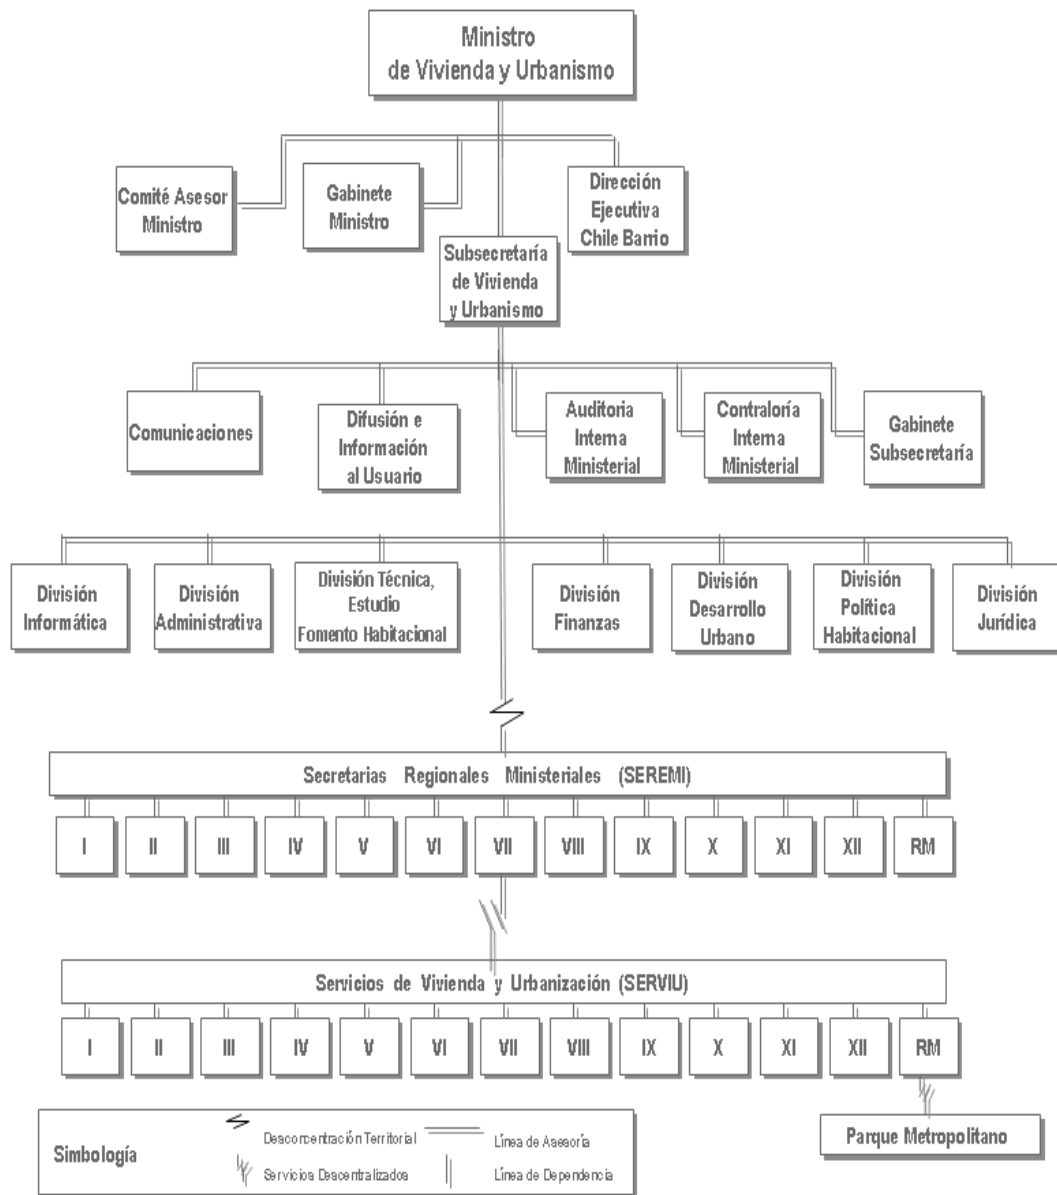 Ministro
de Vivienda y Urbanismo
Comité Asesor
Ministro
Gabinete
Ministro
Dirección
Ejecutiva
Chile Barrio
Subsecretaría
de Vivienda
y Urbanismo
Comunicaciones
Difusión e
Información
al Usuario
Auditoria
Interna
Ministerial
Contraloría
Interna
Ministerial
Gabinete
Subsecretaría
División
Informática
División
Administrativa
División Técnica,
Estudio
Fomento Habitacional
División
Finanzas
División
Desarrollo
Urbano
División
Política
Habitacional
División
Jurídica
Secretarias Regionales Ministeriales (SEREMI)
I II III IV V VI VII VIII IX X XI XII RM
Servicios de Vivienda y Urbanización (SERVIU)
I II III IV V VI VII VIII IX X XI XII RM
Parque Metropolitano
Simbología
Desconcentración Territorial
Línea de Asesoría
Servicios Descentralizados
Línea de Dependencia